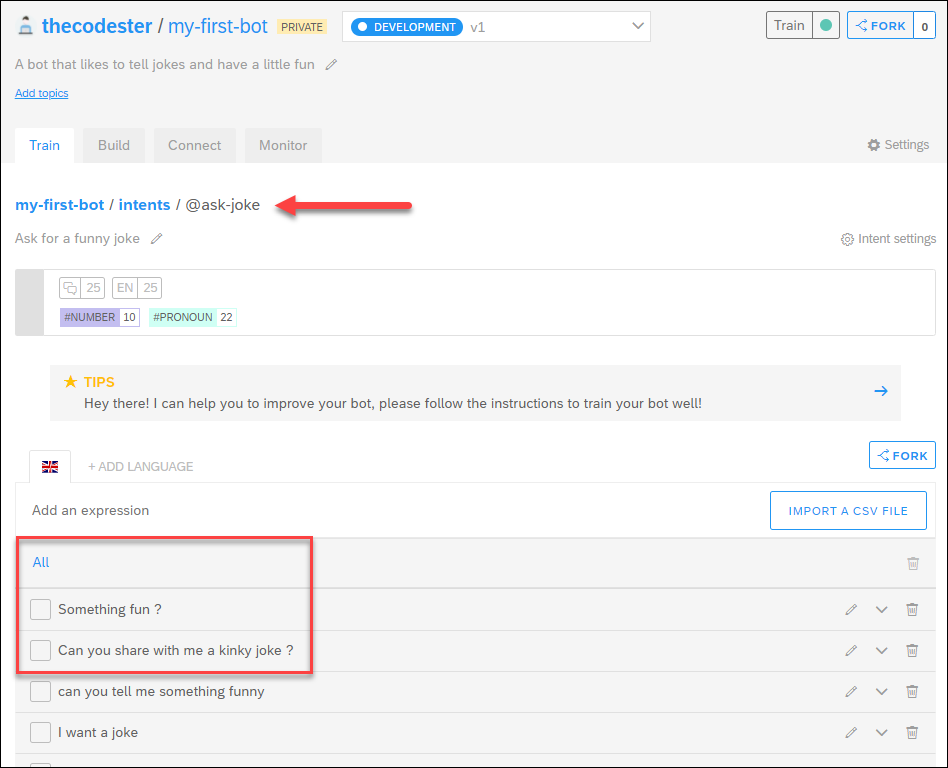 thecodester / my-first-bot PRIVATE DEVELOPMENT v1 Train FORK 0
A bot that likes to tell jokes and have a little fun
Add topics
Train Build Connect Monitor Settings
my-first-bot / intents / @ask-joke
Ask for a funny joke Intent settings
25 EN 25
#NUMBER 10 #PRONOUN 22
TIPS
Hey there! I can help you to improve your bot, please follow the instructions to train your bot well!
+ ADD LANGUAGE FORK
Add an expression IMPORT A CSV FILE
All
Something fun ?
Can you share with me a kinky joke ?
can you tell me something funny
I want a joke